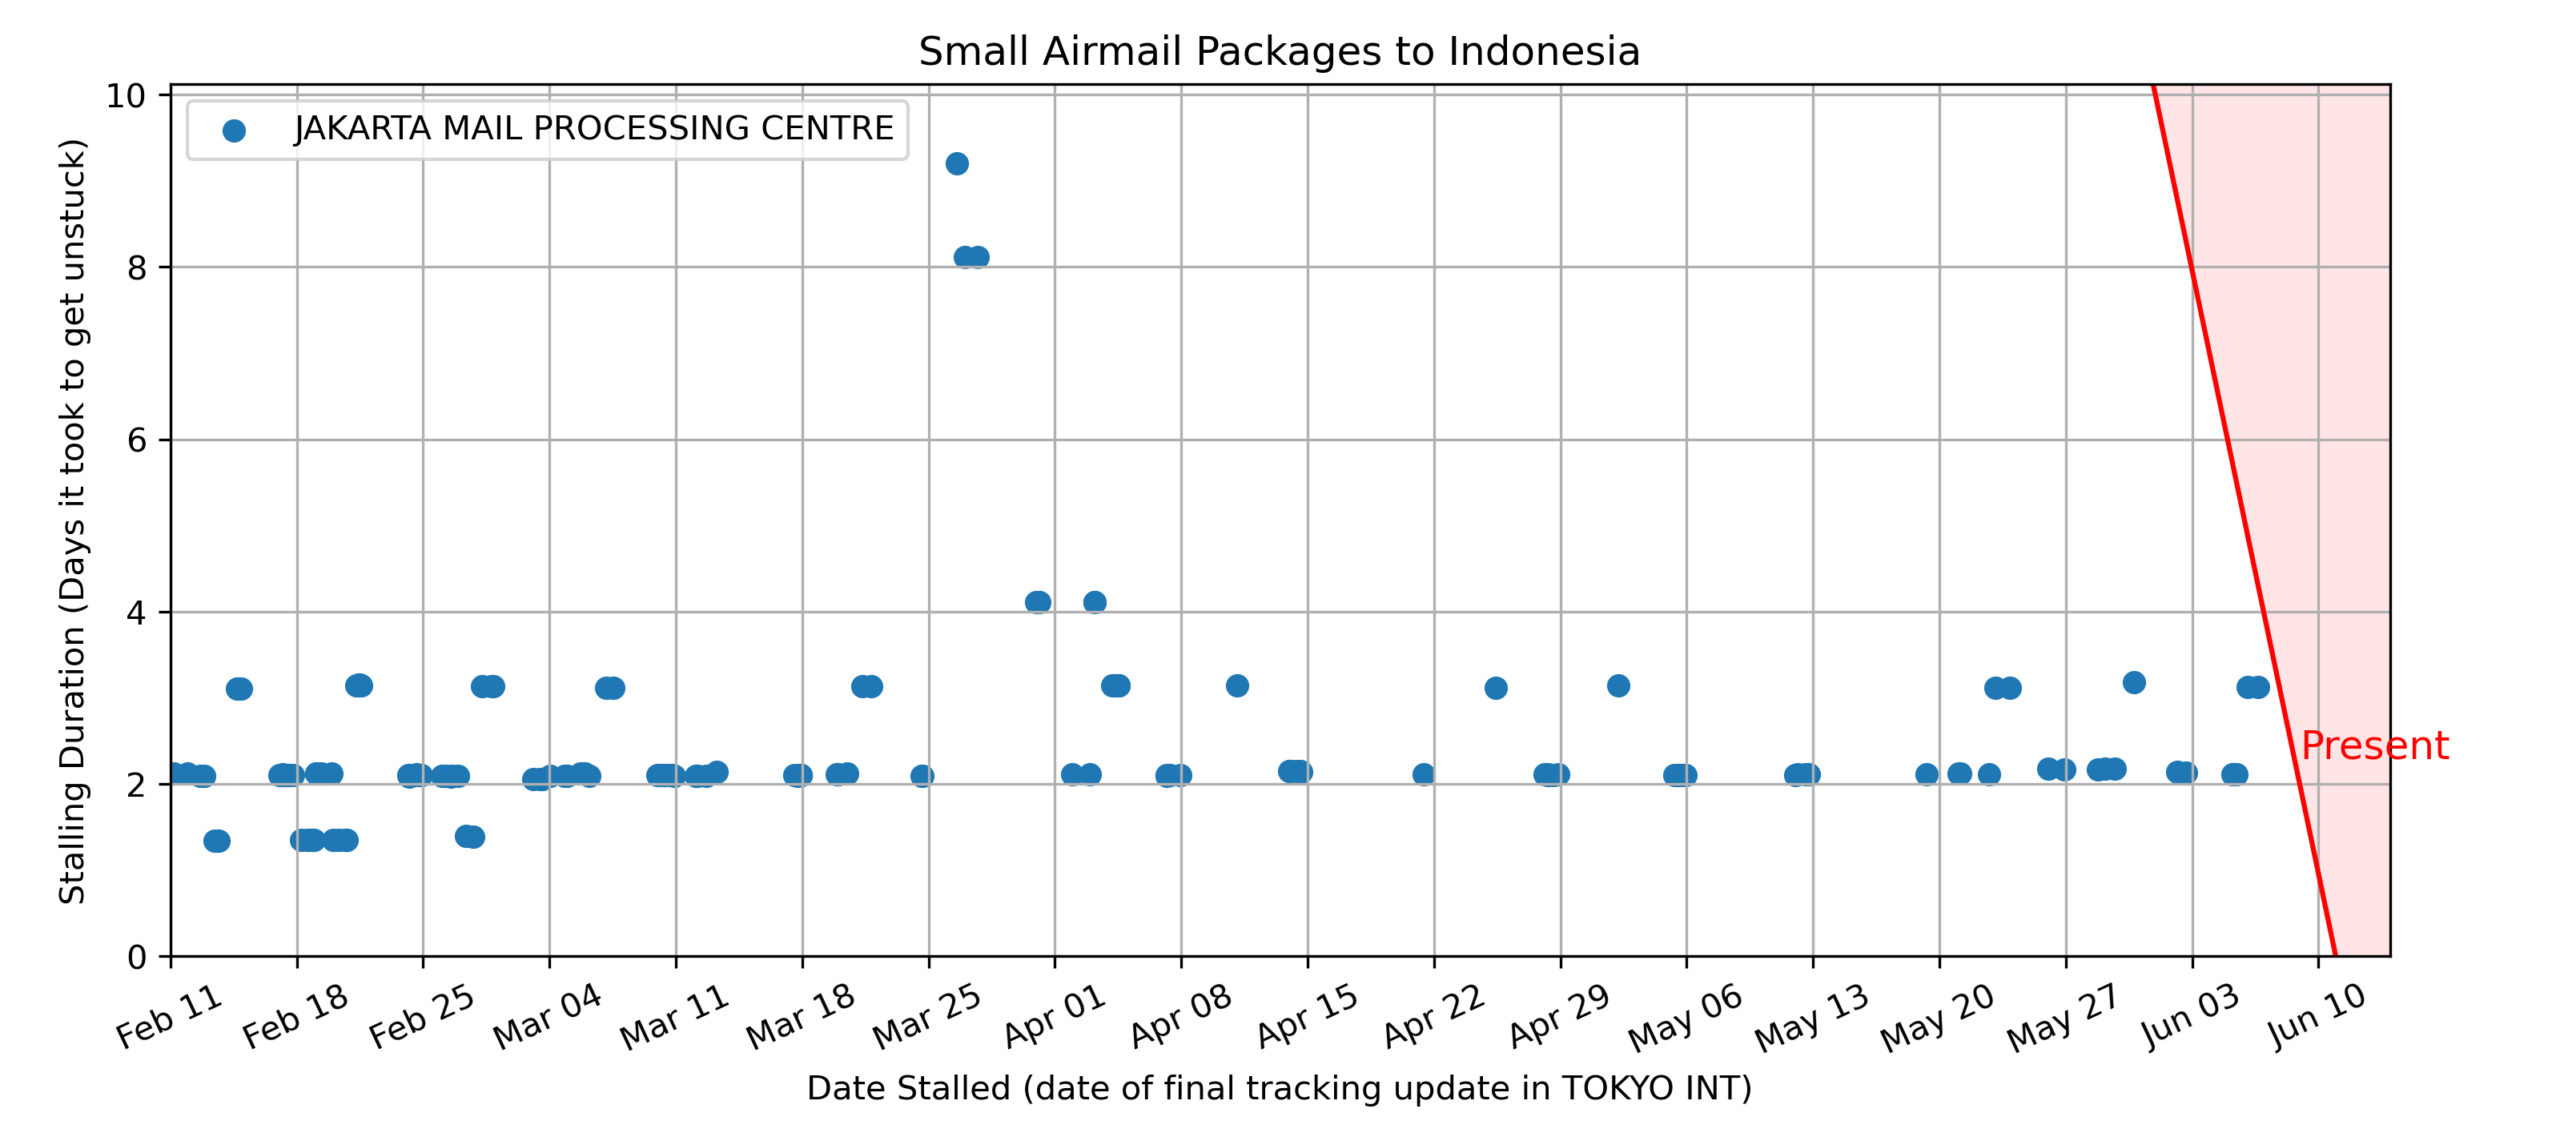 Small Airmail Packages to Indonesia
JAKARTA MAIL PROCESSING CENTRE
Stalling Duration (Days it took to get unstuck)
10
8
6
4
2
0
Present
Feb 11
Feb 18
Feb 25
Mar 04
Mar 11
Mar 18
Mar 25
Apr 01
Apr 08
Apr 15
Apr 22
Apr 29
May 06
May 13
May 20
May 27
Jun 03
Jun 10
Date Stalled (date of final tracking update in TOKYO INT)